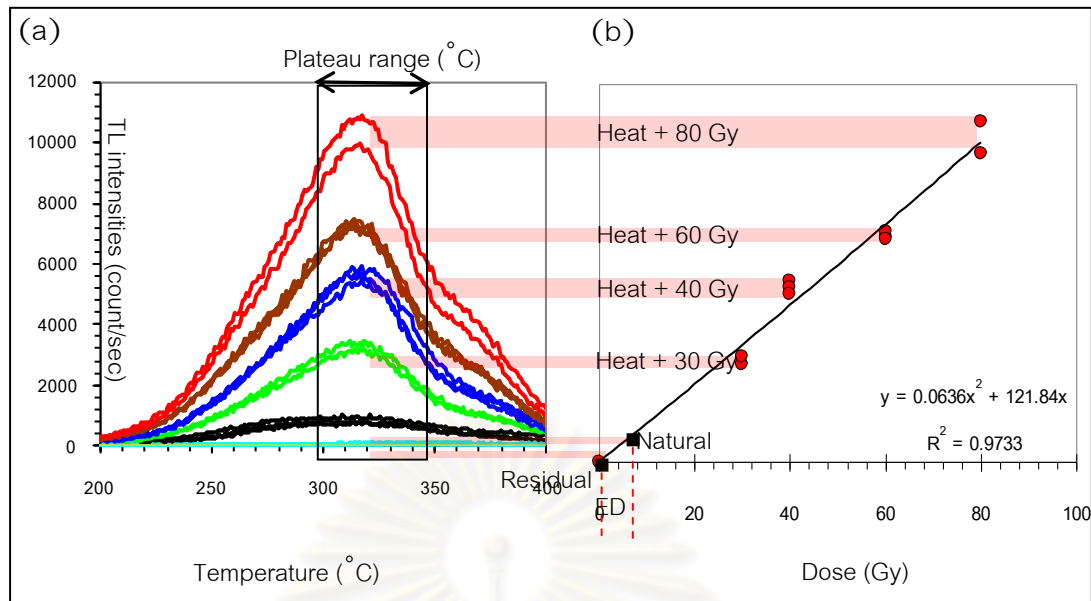 (a)
(b)
Plateau range (°C)
12000
10000
8000
6000
4000
2000
0
TL intensities (count/sec)
200
250
300
350
400
Temperature (°C)
Heat + 80 Gy
Heat + 60 Gy
Heat + 40 Gy
Heat + 30 Gy
Natural
Residual
ED
y = 0.0636x² + 121.84x
R² = 0.9733
0
20
40
60
80
100
Dose (Gy)